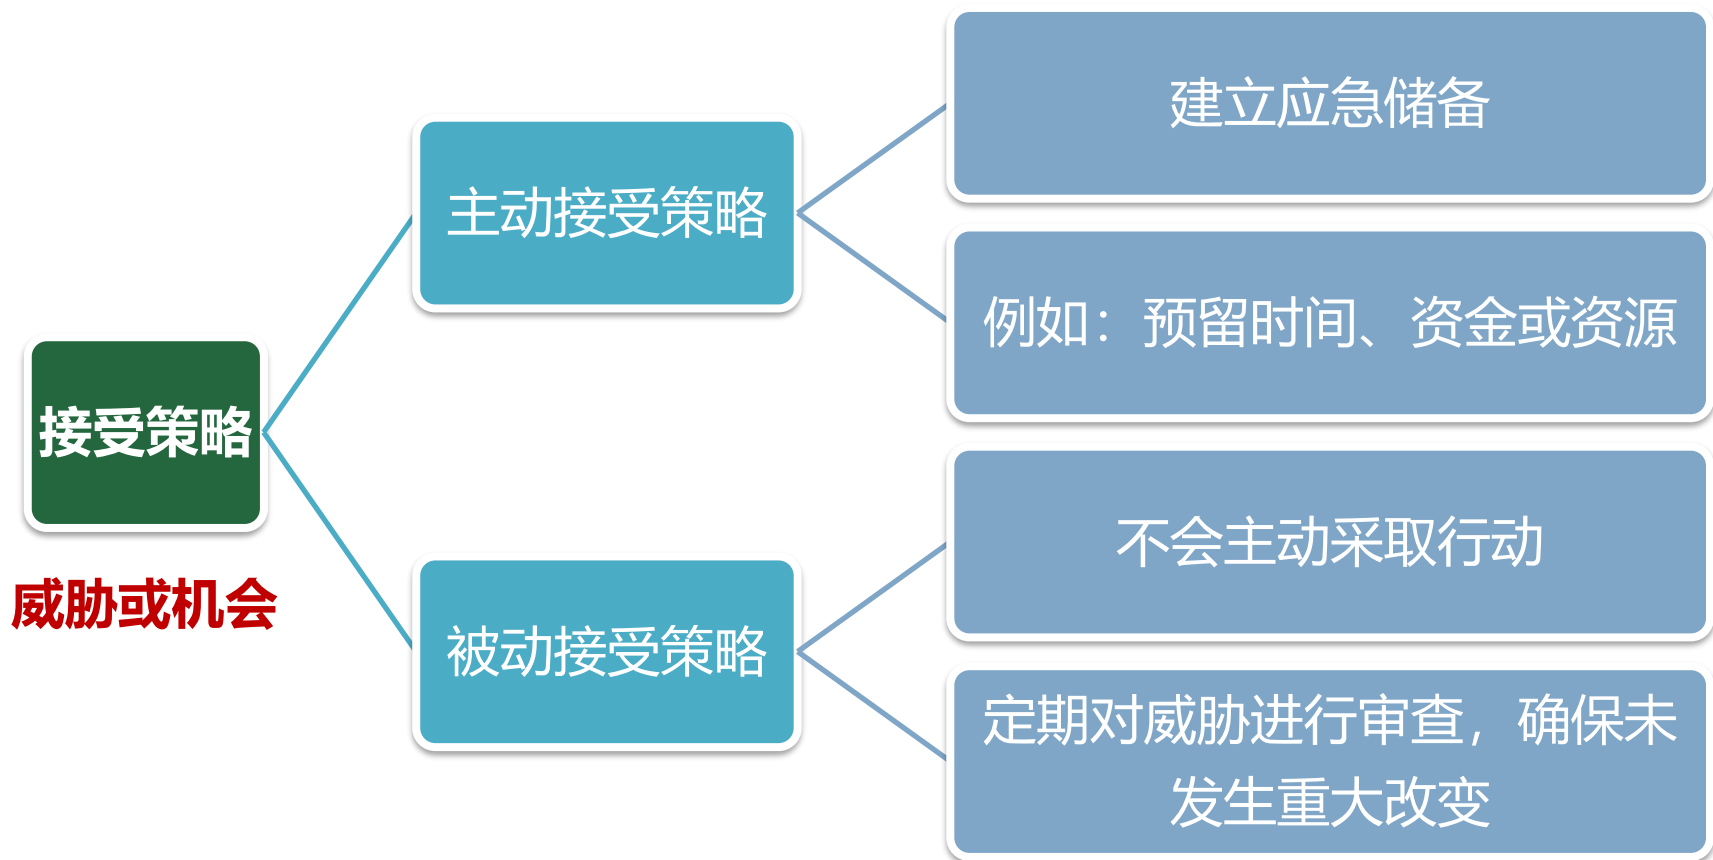 接受策略
威胁或机会
主动接受策略
建立应急储备
例如：预留时间、资金或资源
被动接受策略
不会主动采取行动
定期对威胁进行审查，确保未
发生重大改变